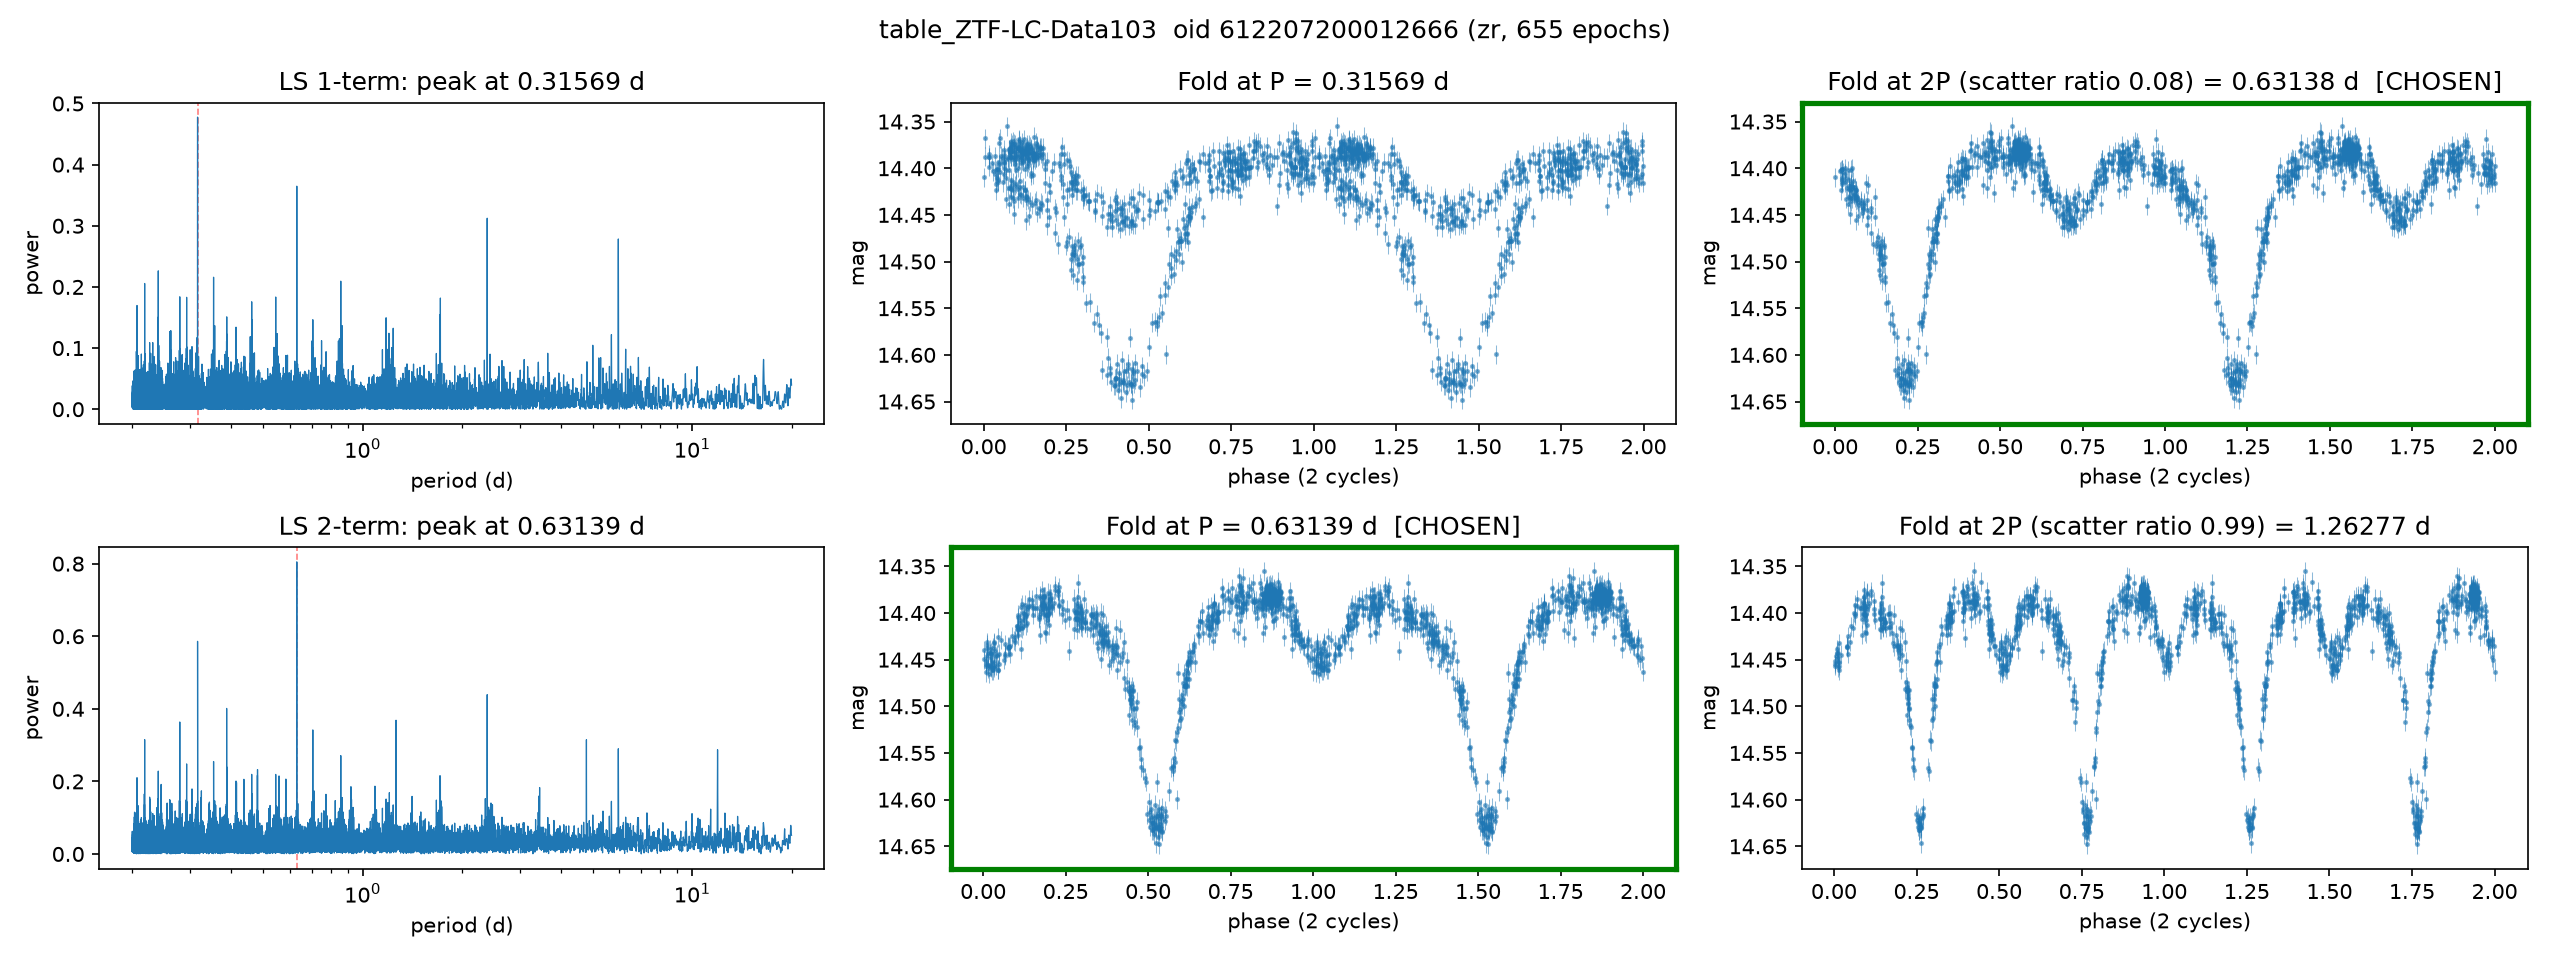 table_ZTF-LC-Data103  oid 612207200012666 (zr, 655 epochs)
LS 1-term: peak at 0.31569 d
power
0.5
0.4
0.3
0.2
0.1
0.0
10⁰
10¹
period (d)
Fold at P = 0.31569 d
mag
14.35
14.40
14.45
14.50
14.55
14.60
14.65
0.00 0.25 0.50 0.75 1.00 1.25 1.50 1.75 2.00
phase (2 cycles)
Fold at 2P (scatter ratio 0.08) = 0.63138 d  [CHOSEN]
mag
14.35
14.40
14.45
14.50
14.55
14.60
14.65
0.00 0.25 0.50 0.75 1.00 1.25 1.50 1.75 2.00
phase (2 cycles)
LS 2-term: peak at 0.63139 d
power
0.8
0.6
0.4
0.2
0.0
10⁰
10¹
period (d)
Fold at P = 0.63139 d  [CHOSEN]
mag
14.35
14.40
14.45
14.50
14.55
14.60
14.65
0.00 0.25 0.50 0.75 1.00 1.25 1.50 1.75 2.00
phase (2 cycles)
Fold at 2P (scatter ratio 0.99) = 1.26277 d
mag
14.35
14.40
14.45
14.50
14.55
14.60
14.65
0.00 0.25 0.50 0.75 1.00 1.25 1.50 1.75 2.00
phase (2 cycles)